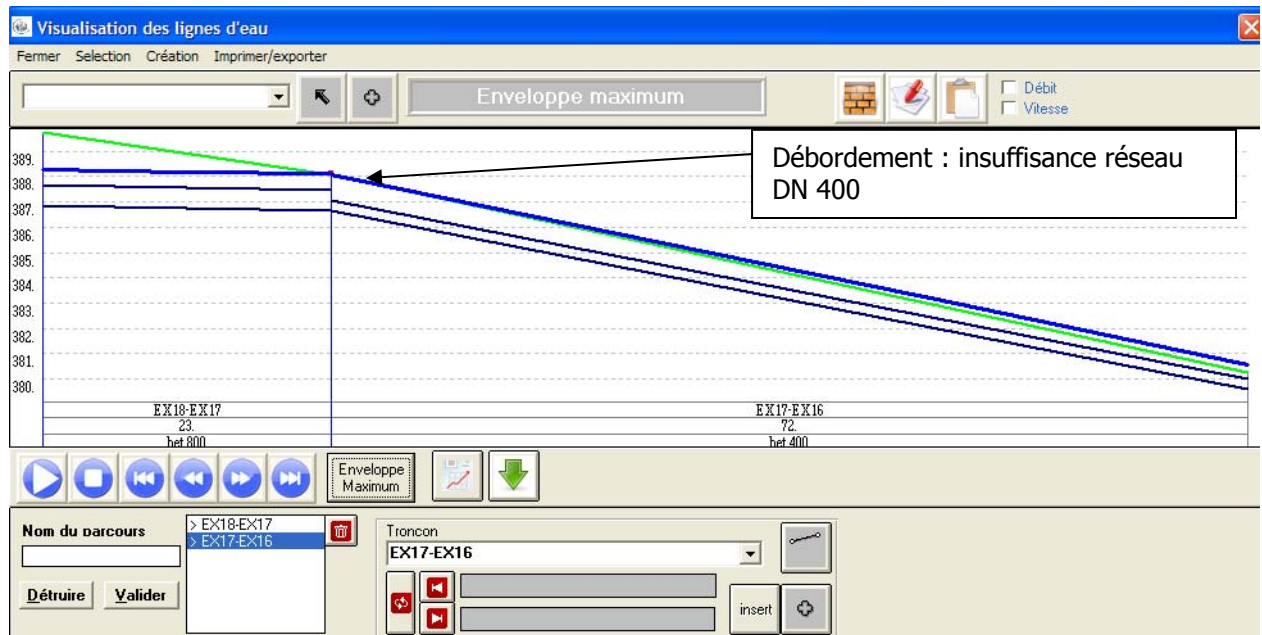 Visualisation des lignes d'eau
Fermer Selection Création Imprimer/exporter
Enveloppe maximum
Débit
Vitesse
Débordement : insuffisance réseau
DN 400
389.
388.
387.
386.
385.
384.
383.
382.
381.
380.
EX18-EX17 EX17-EX16
23. 72.
bet 800 bet 400
Enveloppe
Maximum
Nom du parcours
> EX18-EX17
> EX17-EX16
Détruire Valider
Troncon
EX17-EX16
insert